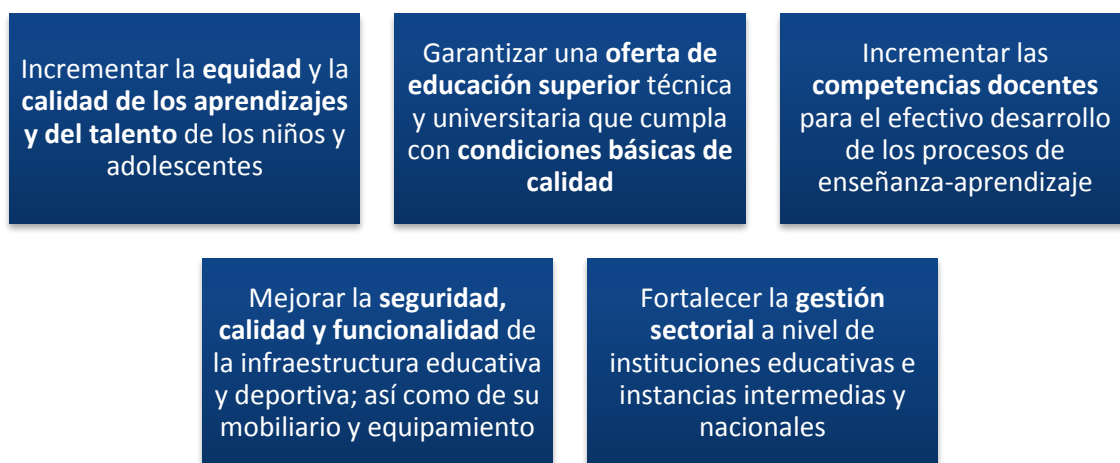 Incrementar la equidad y la
calidad de los aprendizajes
y del talento de los niños y
adolescentes
Garantizar una oferta de
educación superior técnica
y universitaria que cumpla
con condiciones básicas de
calidad
Incrementar las
competencias docentes
para el efectivo desarrollo
de los procesos de
enseñanza-aprendizaje
Mejorar la seguridad,
calidad y funcionalidad de
la infraestructura educativa
y deportiva; así como de su
mobiliario y equipamiento
Fortalecer la gestión
sectorial a nivel de
instituciones educativas e
instancias intermedias y
nacionales